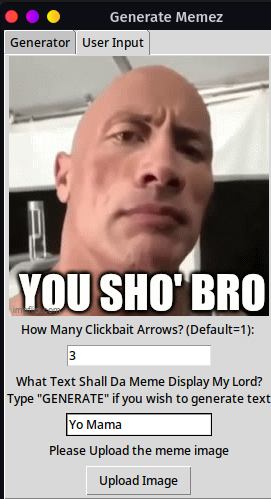 Generate Memez
Generator
User Input
YOU SHO' BRO
imgflip.com
How Many Clickbait Arrows? (Default=1):
3
What Text Shall Da Meme Display My Lord?
Type "GENERATE" if you wish to generate text
Yo Mama
Please Upload the meme image
Upload Image